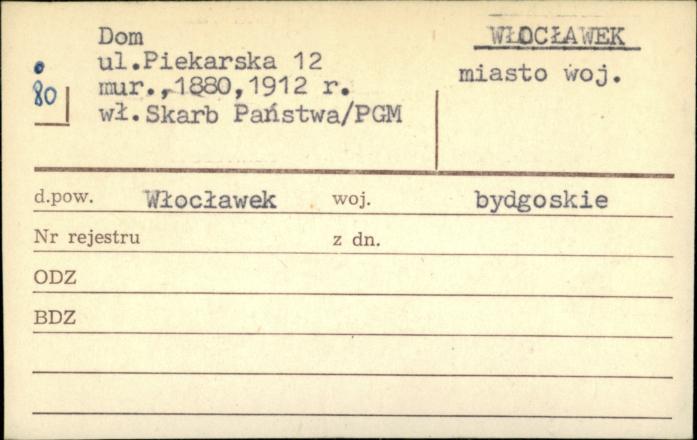 Dom
ul.Piekarska 12
mur.,1880,1912 r.
wł.Skarb Państwa/PGM
80
WŁOCŁAWEK
miasto woj.
d.pow. Włocławek woj. bydgoskie
Nr rejestru z dn.
ODZ
BDZ